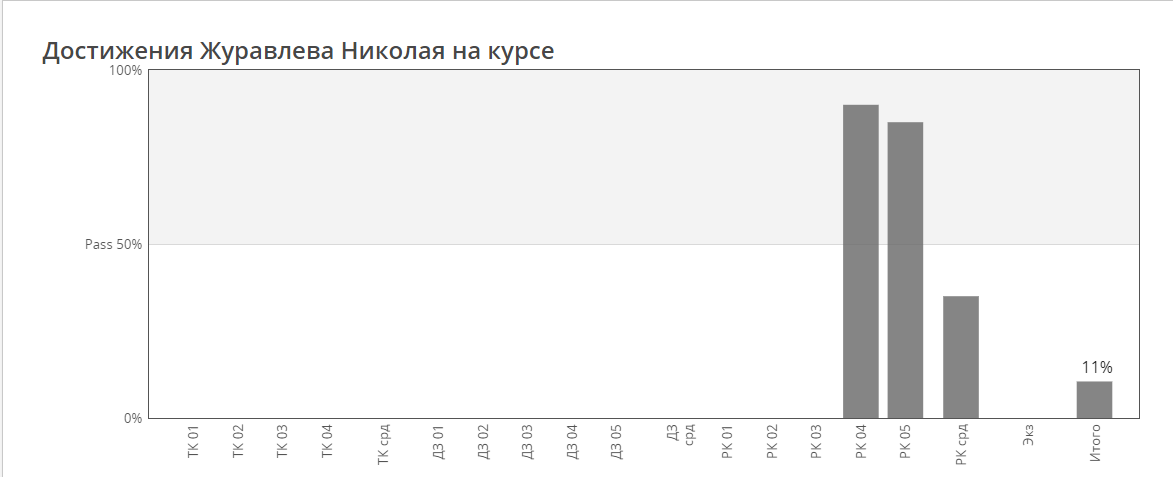 Достижения Журавлева Николая на курсе
100%
Pass 50%
0%
11%
ТК 01
ТК 02
ТК 03
ТК 04
ТК срд
ДЗ 01
ДЗ 02
ДЗ 03
ДЗ 04
ДЗ 05
ДЗ
срд
РК 01
РК 02
РК 03
РК 04
РК 05
РК срд
Экз
Итого